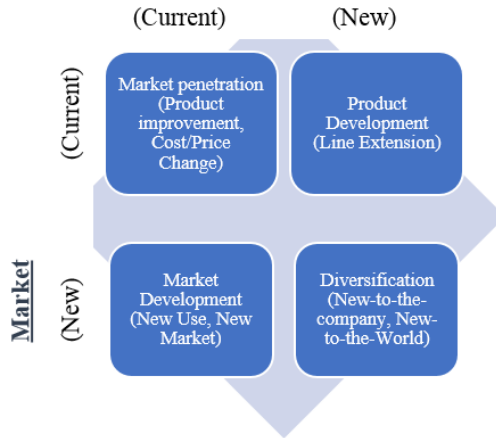 (Current)
(New)
(Current)
Market penetration
(Product
improvement,
Cost/Price
Change)
Product
Development
(Line Extension)
Market
(New)
Market
Development
(New Use, New
Market)
Diversification
(New-to-the-
company, New-
to-the-World)